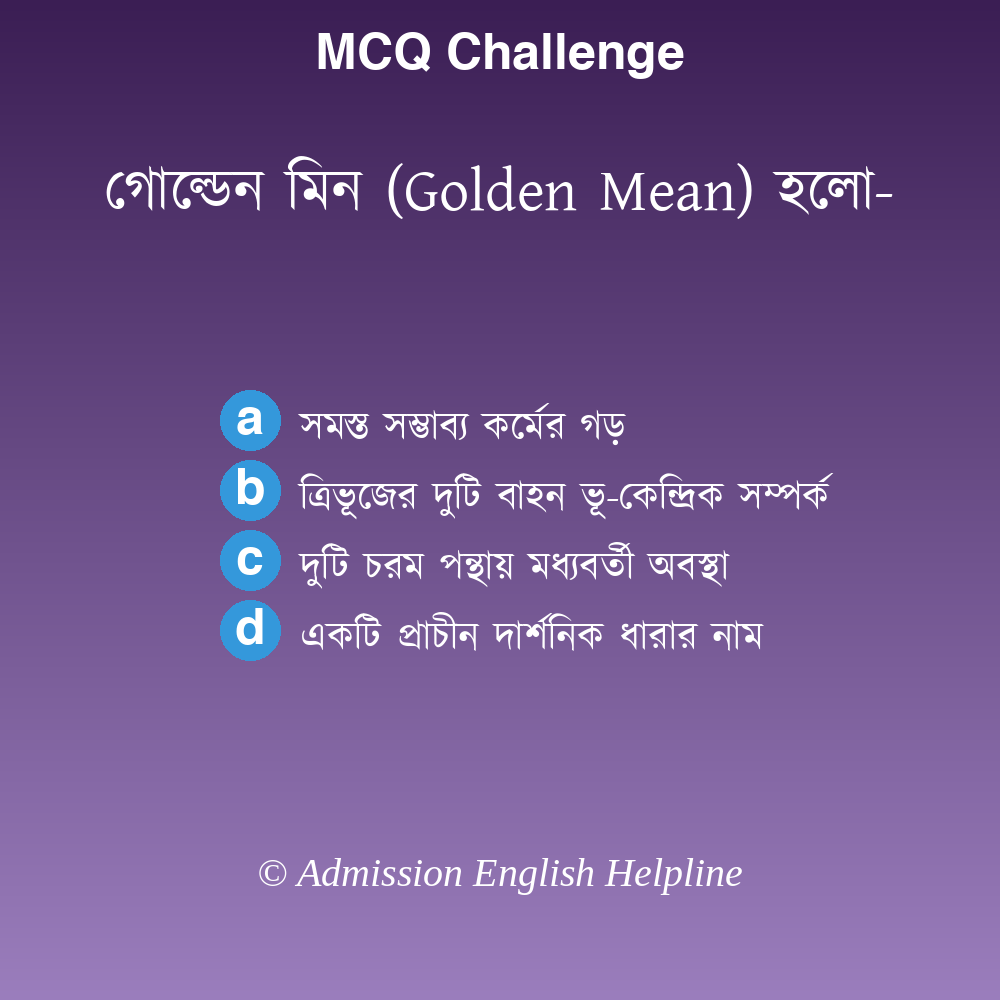 MCQ Challenge
গোল্ডেন মিন (Golden Mean) হলো-
a সমস্ত সম্ভাব্য কর্মের গড়
b ত্রিভূজের দুটি বাহন ভূ-কেন্দ্রিক সম্পর্ক
c দুটি চরম পন্থায় মধ্যবর্তী অবস্থা
d একটি প্রাচীন দার্শনিক ধারার নাম
© Admission English Helpline